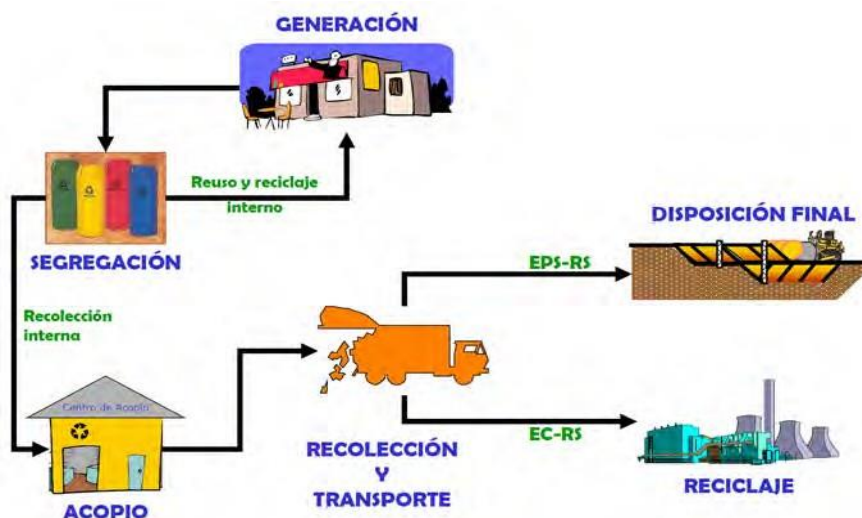 GENERACIÓN
Reuso y reciclaje
interno
SEGREGACIÓN
DISPOSICIÓN FINAL
EPS-RS
Recolección
interna
Centro de Acopio
EC-RS
RECOLECCIÓN
Y
TRANSPORTE
RECICLAJE
ACOPIO